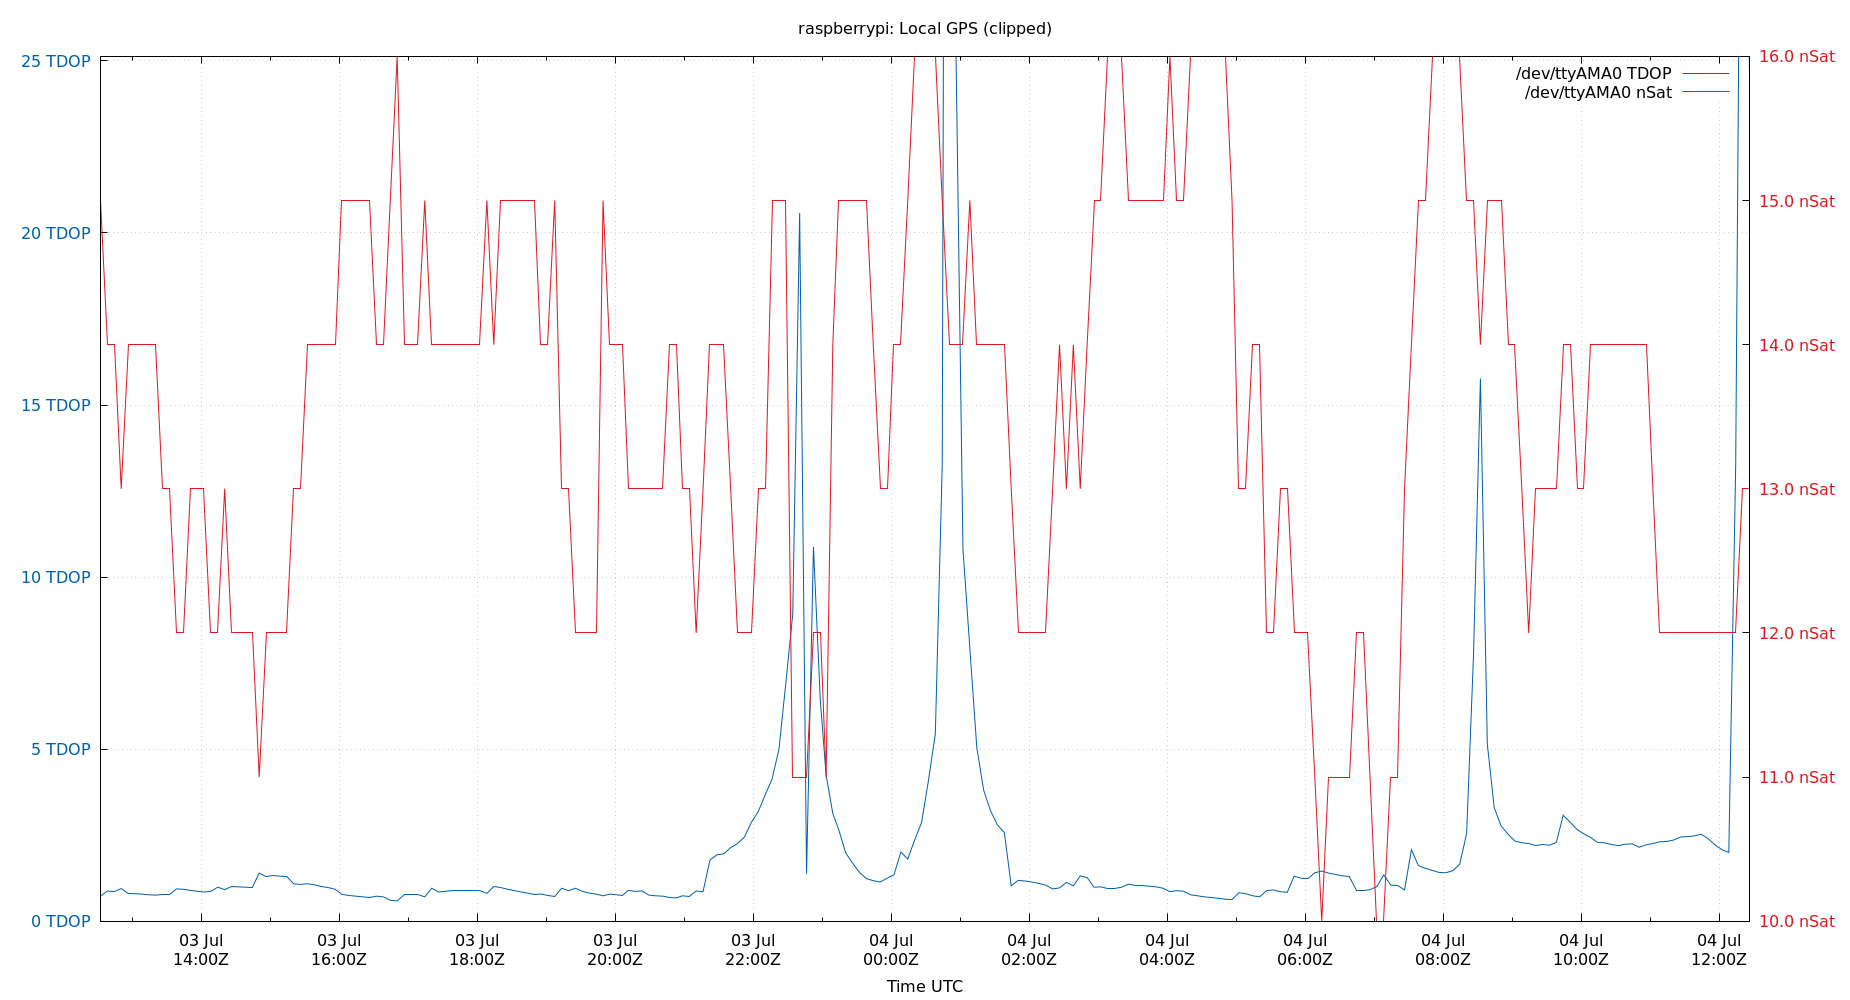 raspberrypi: Local GPS (clipped)
25 TDOP
20 TDOP
15 TDOP
10 TDOP
5 TDOP
0 TDOP
/dev/ttyAMA0 TDOP
/dev/ttyAMA0 nSat
16.0 nSat
15.0 nSat
14.0 nSat
13.0 nSat
12.0 nSat
11.0 nSat
10.0 nSat
03 Jul 03 Jul 03 Jul 03 Jul 03 Jul 04 Jul 04 Jul 04 Jul 04 Jul 04 Jul 04 Jul 04 Jul
14:00Z 16:00Z 18:00Z 20:00Z 22:00Z 00:00Z 02:00Z 04:00Z 06:00Z 08:00Z 10:00Z 12:00Z
Time UTC